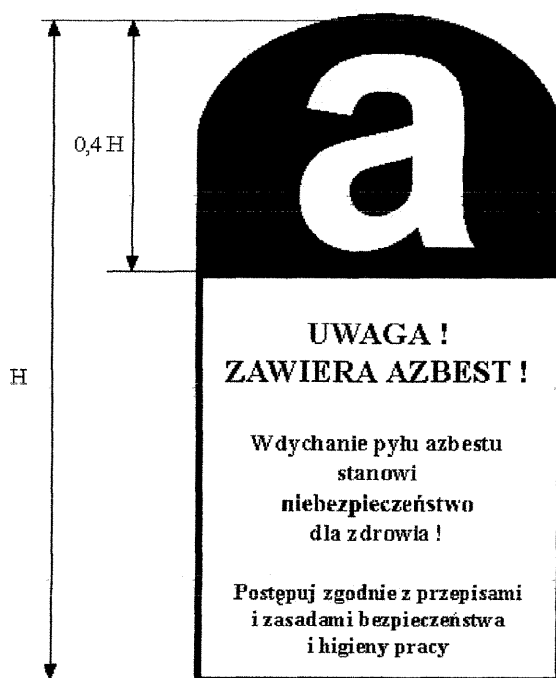 a
0,4 H
H
UWAGA !
ZAWIERA AZBEST !
Wdychanie pyłu azbestu
stanowi
niebezpieczeństwo
dla zdrowia !
Postępuj zgodnie z przepisami
i zasadami bezpieczeństwa
i higieny pracy